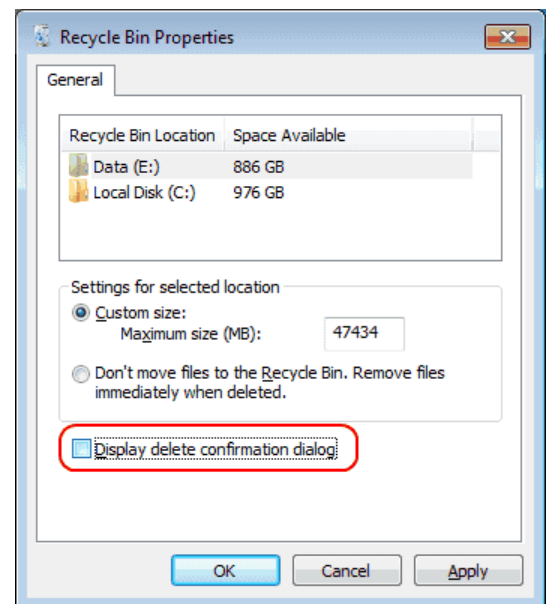 Recycle Bin Properties
General
Recycle Bin Location Space Available
Data (E:) 886 GB
Local Disk (C:) 976 GB
Settings for selected location
Custom size:
Maximum size (MB): 47434
Don't move files to the Recycle Bin. Remove files
immediately when deleted.
Display delete confirmation dialog
OK Cancel Apply